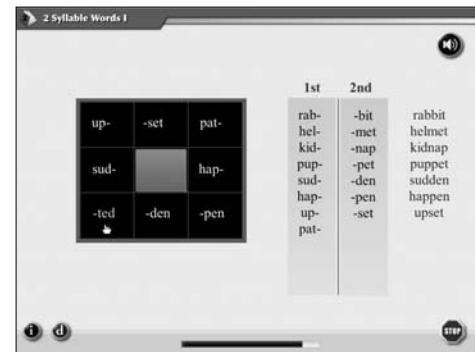 2 Syllable Words I
1st 2nd
up- -set pat-
sud- hap-
-ted -den -pen
rab- -bit rabbit
hel- -met helmet
kid- -nap kidnap
pup- -pet puppet
sud- -den sudden
hap- -pen happen
up- -set upset
pat-
i d STOP